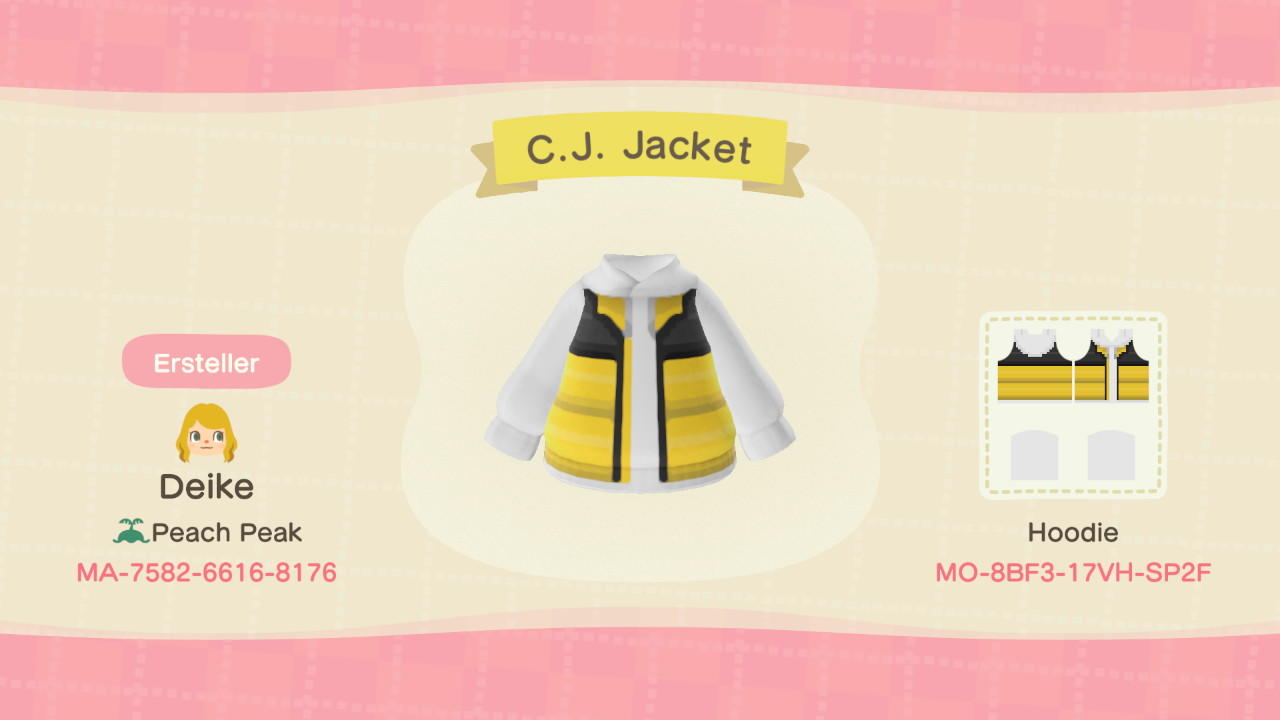 C.J. Jacket
Ersteller
Deike
Peach Peak
MA-7582-6616-8176
Hoodie
MO-8BF3-17VH-SP2F